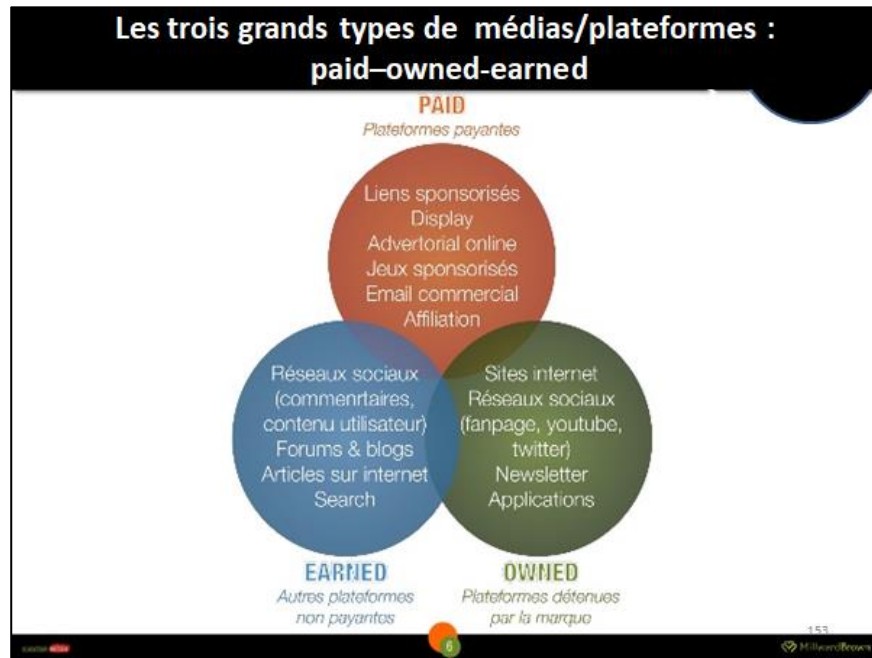 Les trois grands types de médias/plateformes :
paid–owned-earned
PAID
Plateformes payantes
Liens sponsorisés
Display
Advertorial online
Jeux sponsorisés
Email commercial
Affiliation
Réseaux sociaux
(commenrtaires,
contenu utilisateur)
Forums & blogs
Articles sur internet
Search
Sites internet
Réseaux sociaux
(fanpage, youtube,
twitter)
Newsletter
Applications
EARNED
Autres plateformes
non payantes
OWNED
Plateformes détenues
par la marque
153
6
MillwardBrown